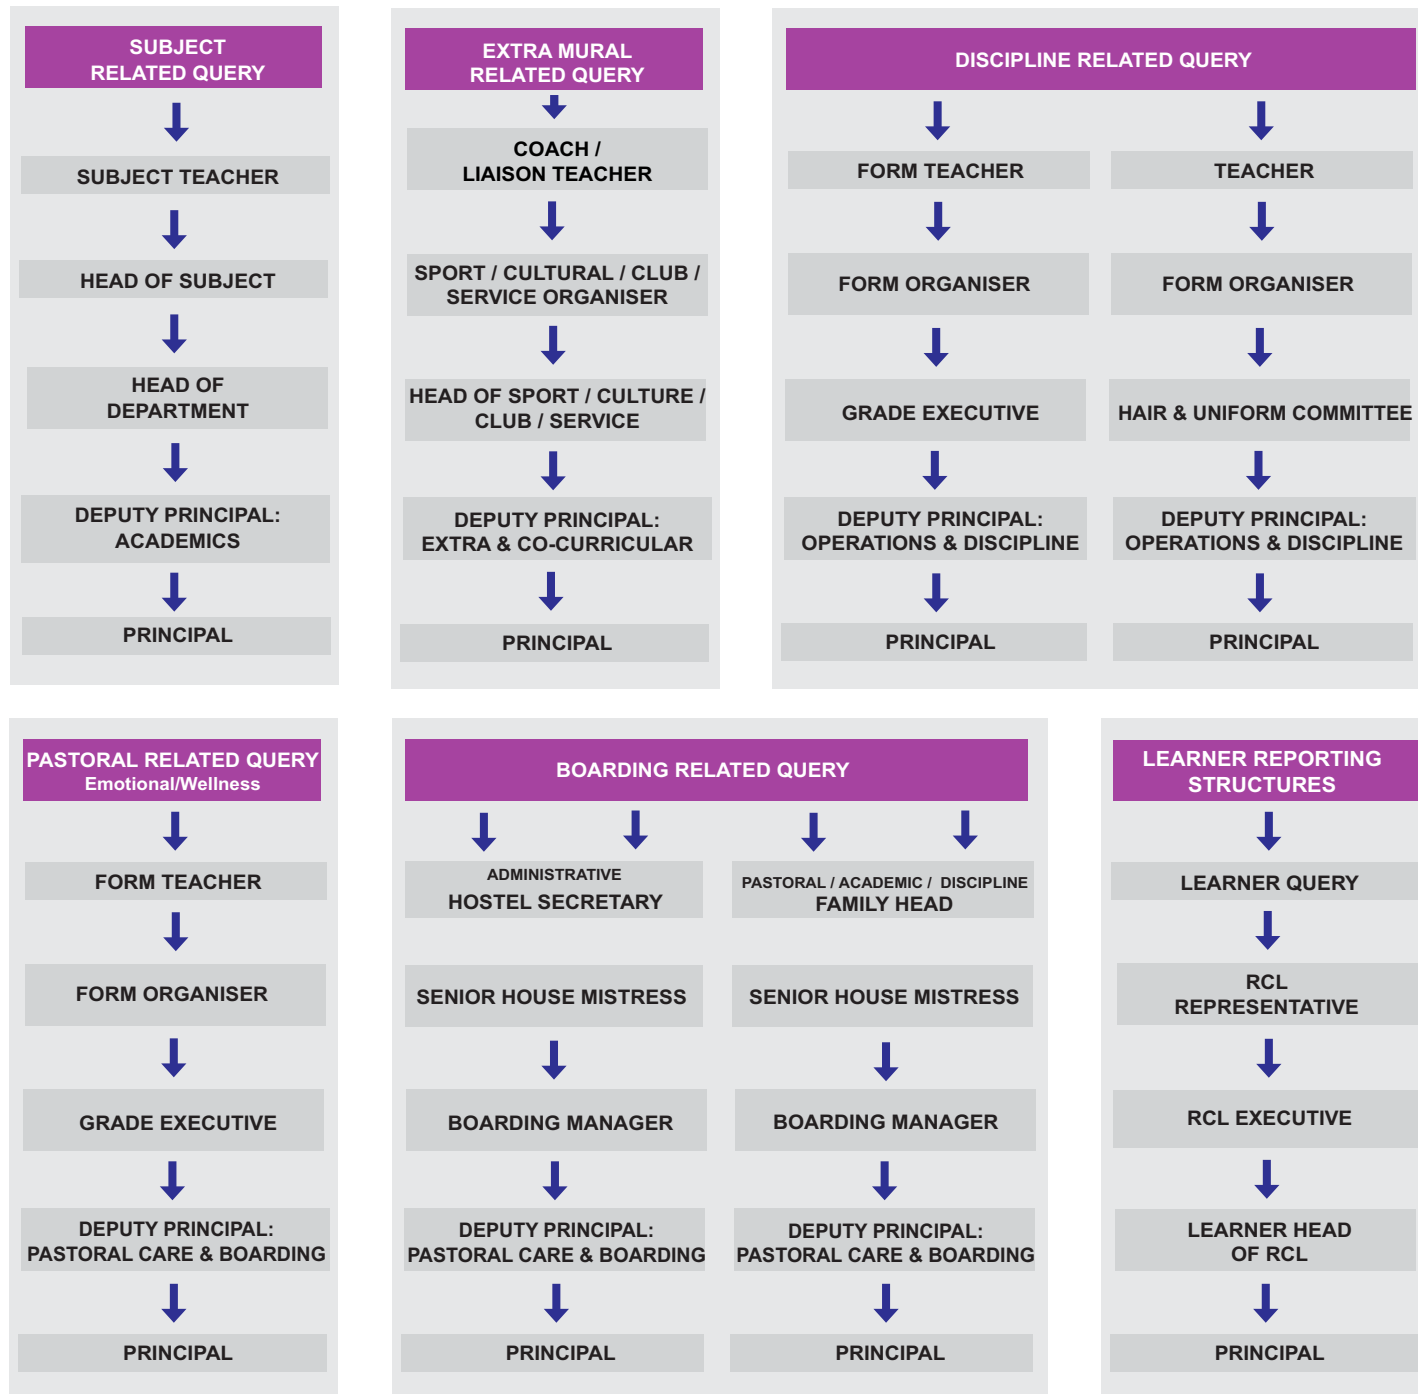 SUBJECT
RELATED QUERY
SUBJECT TEACHER
HEAD OF SUBJECT
HEAD OF
DEPARTMENT
DEPUTY PRINCIPAL:
ACADEMICS
PRINCIPAL
EXTRA MURAL
RELATED QUERY
COACH /
LIAISON TEACHER
SPORT / CULTURAL / CLUB /
SERVICE ORGANISER
HEAD OF SPORT / CULTURE /
CLUB / SERVICE
DEPUTY PRINCIPAL:
EXTRA & CO-CURRICULAR
PRINCIPAL
DISCIPLINE RELATED QUERY
FORM TEACHER
FORM ORGANISER
GRADE EXECUTIVE
DEPUTY PRINCIPAL:
OPERATIONS & DISCIPLINE
PRINCIPAL
TEACHER
FORM ORGANISER
HAIR & UNIFORM COMMITTEE
DEPUTY PRINCIPAL:
OPERATIONS & DISCIPLINE
PRINCIPAL
PASTORAL RELATED QUERY
Emotional/Wellness
FORM TEACHER
FORM ORGANISER
GRADE EXECUTIVE
DEPUTY PRINCIPAL:
PASTORAL CARE & BOARDING
PRINCIPAL
BOARDING RELATED QUERY
ADMINISTRATIVE
HOSTEL SECRETARY
SENIOR HOUSE MISTRESS
BOARDING MANAGER
DEPUTY PRINCIPAL:
PASTORAL CARE & BOARDING
PRINCIPAL
PASTORAL / ACADEMIC / DISCIPLINE
FAMILY HEAD
SENIOR HOUSE MISTRESS
BOARDING MANAGER
DEPUTY PRINCIPAL:
PASTORAL CARE & BOARDING
PRINCIPAL
LEARNER REPORTING
STRUCTURES
LEARNER QUERY
RCL
REPRESENTATIVE
RCL EXECUTIVE
LEARNER HEAD
OF RCL
PRINCIPAL